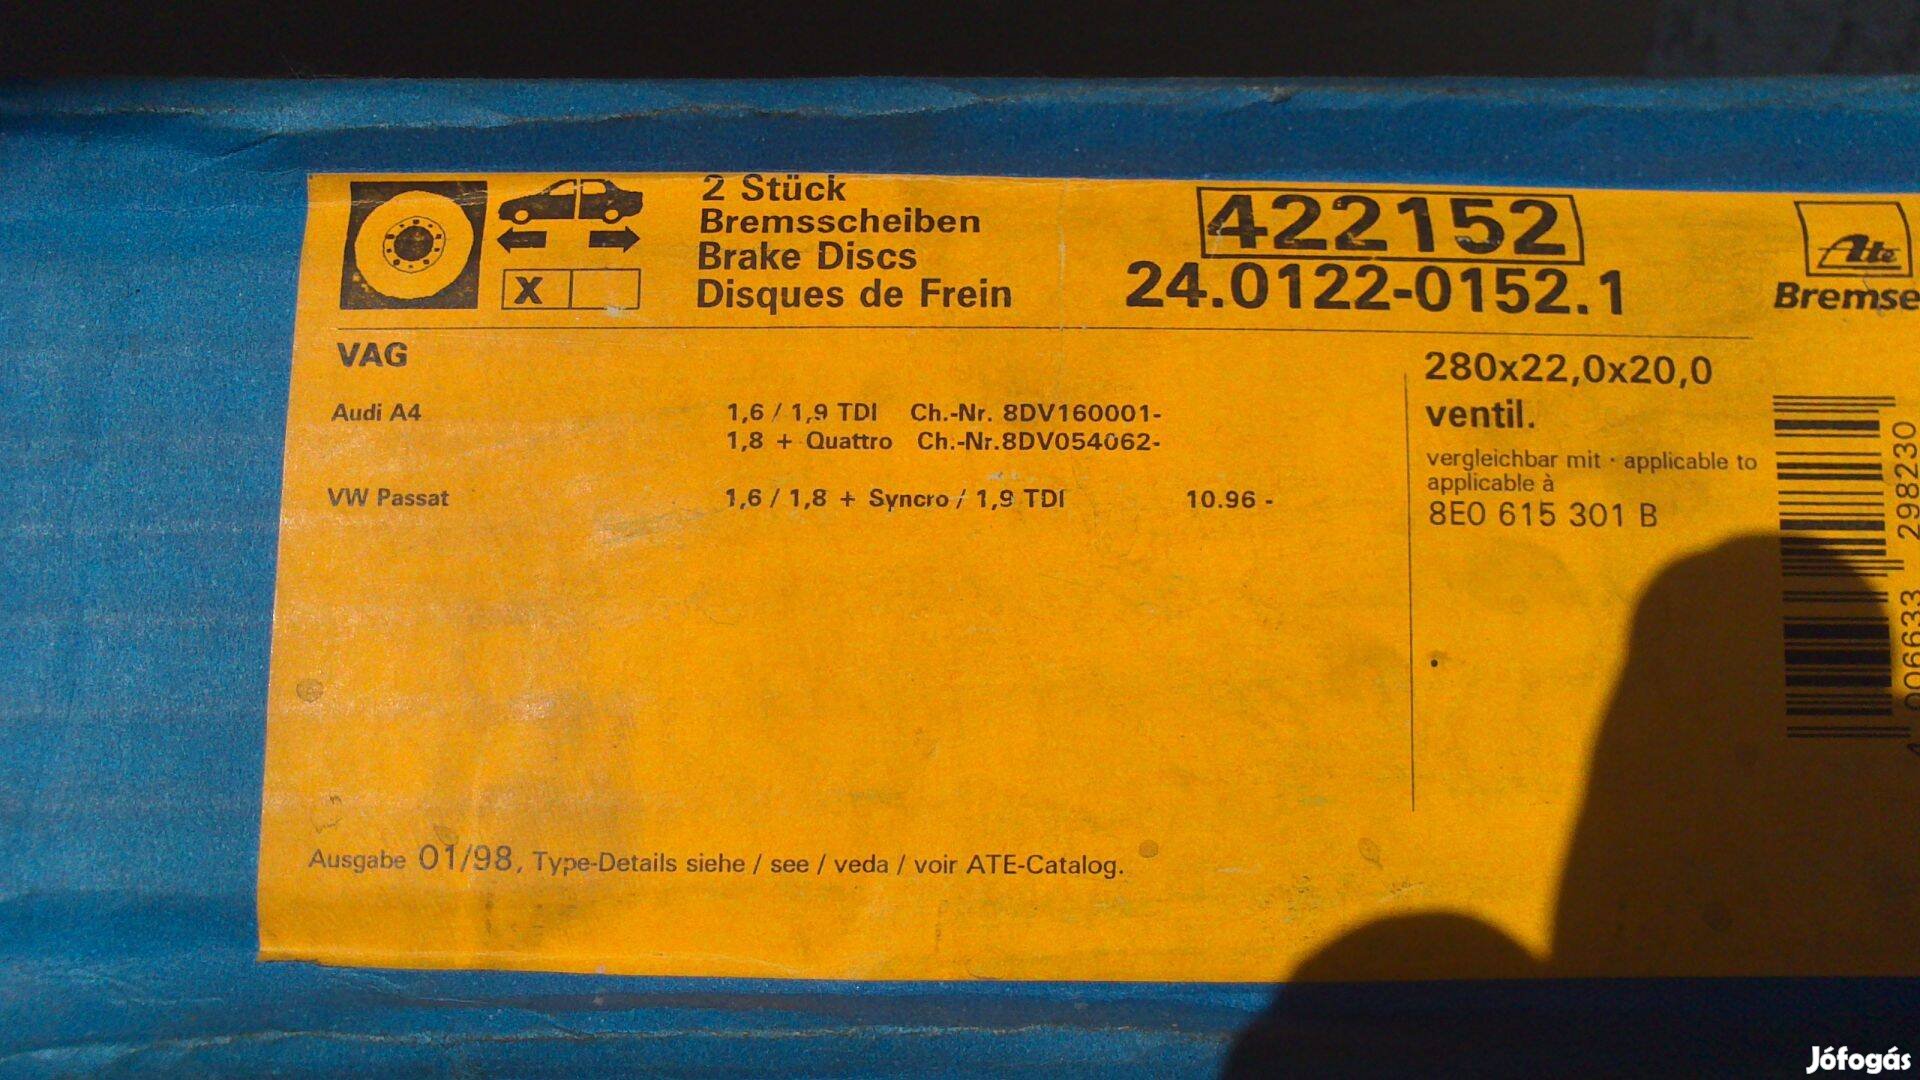 2 Stück
Bremsscheiben
Brake Discs
Disques de Frein
X
422152
24.0122-0152.1
Ate
Bremse
VAG
Audi A4 1,6 / 1,9 TDI Ch.-Nr. 8DV160001-
1,8 + Quattro Ch.-Nr.8DV054062-
VW Passat 1,6 / 1,8 + Syncro / 1,9 TDI 10.96 -
280x22,0x20,0
ventil.
vergleichbar mit · applicable to
applicable à
8E0 615 301 B
4 006633 298230
Ausgabe 01/98, Type-Details siehe / see / veda / voir ATE-Catalog.
Jófogás